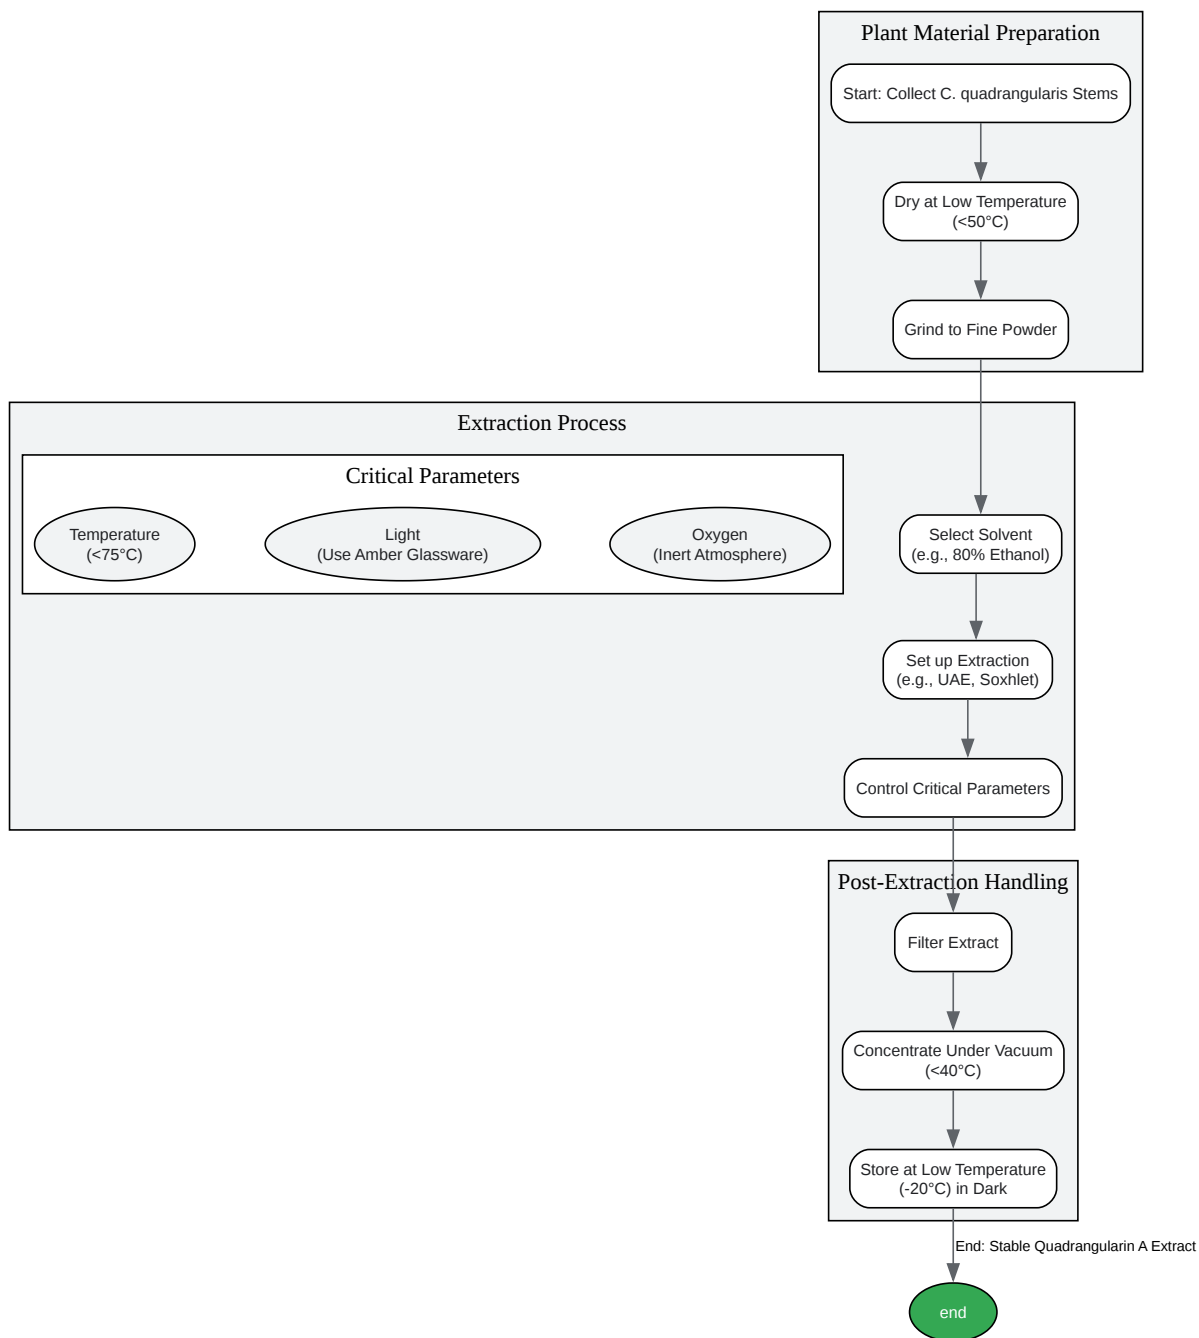 Plant Material Preparation
Start: Collect C. quadrangularis Stems
Dry at Low Temperature
(<50°C)
Grind to Fine Powder
Extraction Process
Critical Parameters
Temperature
(<75°C)
Light
(Use Amber Glassware)
Oxygen
(Inert Atmosphere)
Select Solvent
(e.g., 80% Ethanol)
Set up Extraction
(e.g., UAE, Soxhlet)
Control Critical Parameters
Post-Extraction Handling
Filter Extract
Concentrate Under Vacuum
(<40°C)
Store at Low Temperature
(-20°C) in Dark
End: Stable Quadrangularin A Extract
end